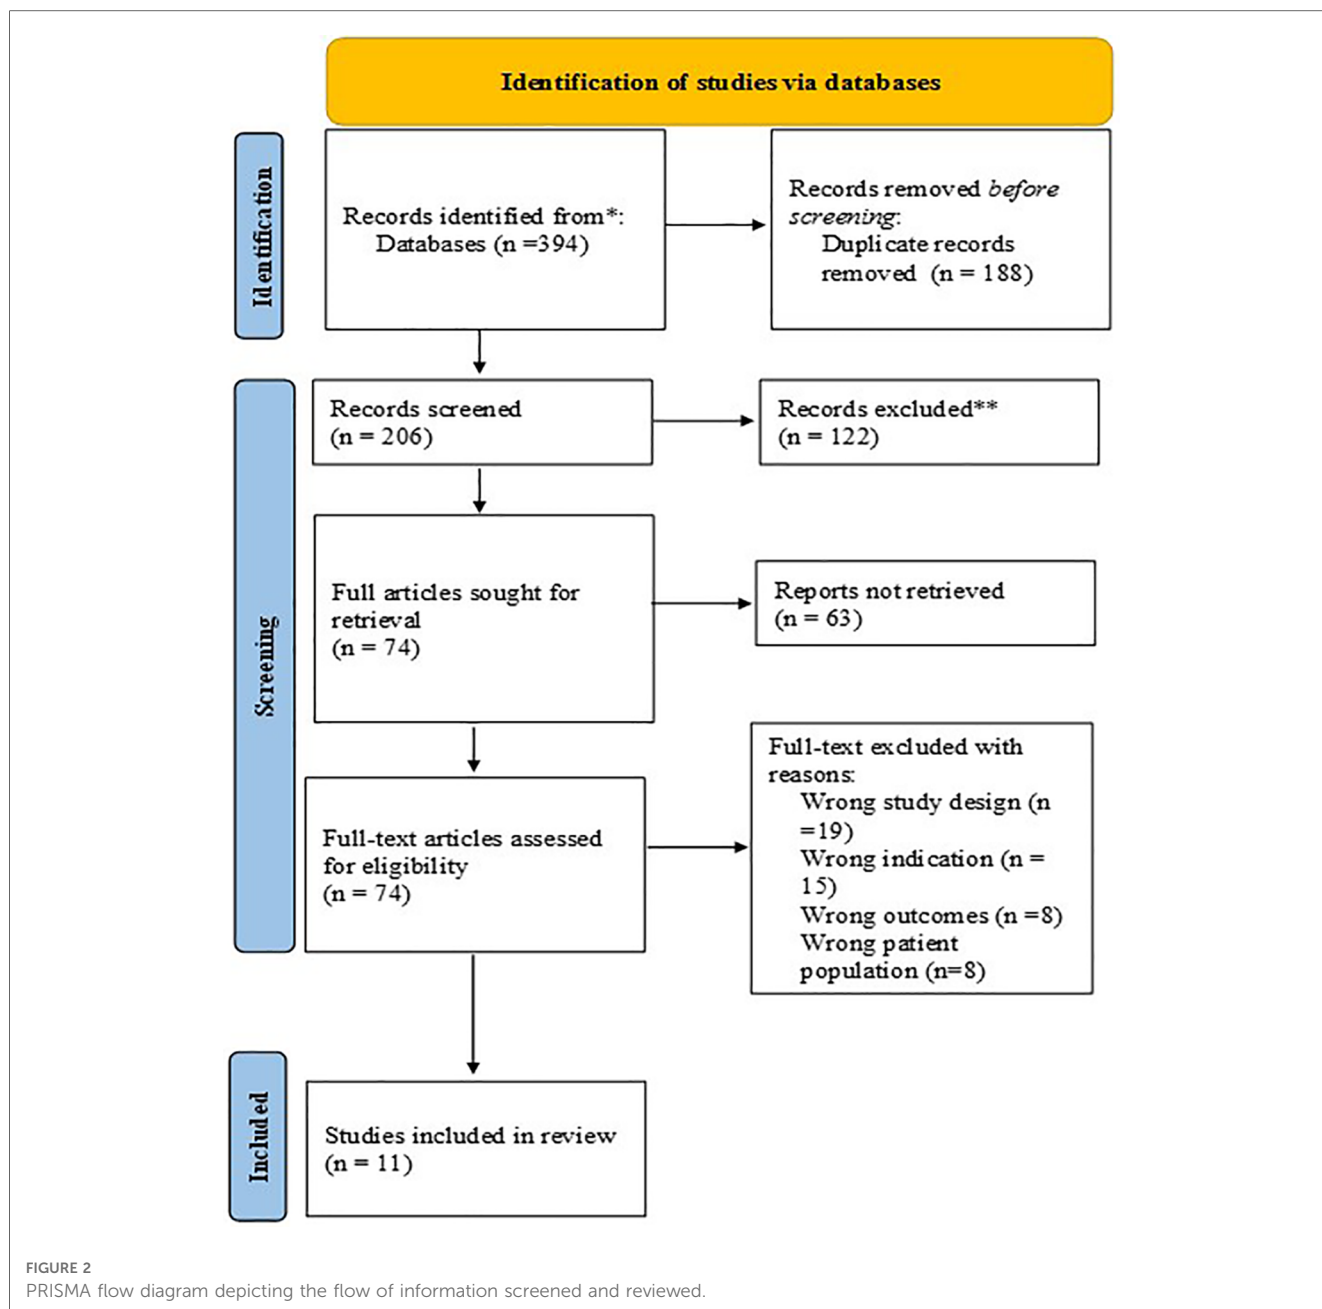 Identification of studies via databases
Identification
Records identified from*:
Databases (n =394)
Records removed before
screening:
Duplicate records
removed (n = 188)
Screening
Records screened
(n = 206)
Records excluded**
(n = 122)
Full articles sought for
retrieval
(n = 74)
Reports not retrieved
(n = 63)
Full-text articles assessed
for eligibility
(n = 74)
Full-text excluded with
reasons:
Wrong study design (n
=19)
Wrong indication (n =
15)
Wrong outcomes (n =8)
Wrong patient
population (n=8)
Included
Studies included in review
(n = 11)
FIGURE 2
PRISMA flow diagram depicting the flow of information screened and reviewed.